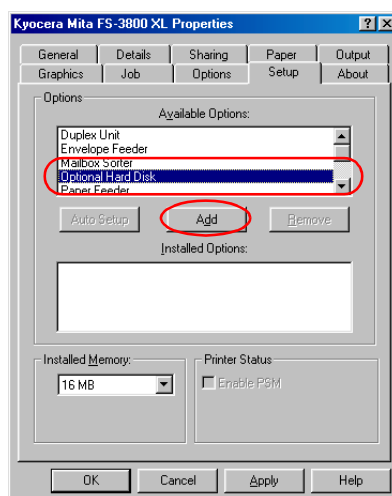 Kyocera Mita FS-3800 XL Properties
General Details Sharing Paper Output
Graphics Job Options Setup About
Options
Available Options:
Duplex Unit
Envelope Feeder
Mailbox Sorter
Optional Hard Disk
Paper Feeder
Auto Setup Add Remove
Installed Options:
Installed Memory: Printer Status
16 MB Enable PSM
OK Cancel Apply Help